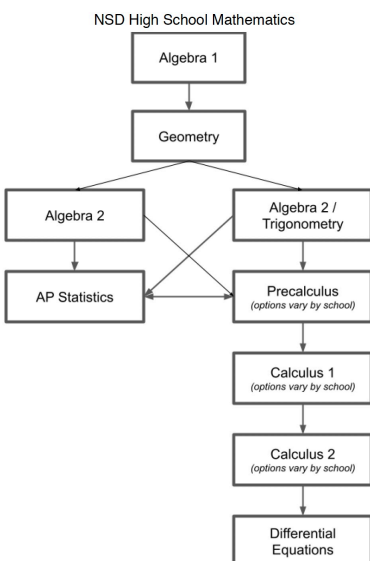 NSD High School Mathematics
Algebra 1
Geometry
Algebra 2
Algebra 2 /
Trigonometry
AP Statistics
Precalculus
(options vary by school)
Calculus 1
(options vary by school)
Calculus 2
(options vary by school)
Differential
Equations